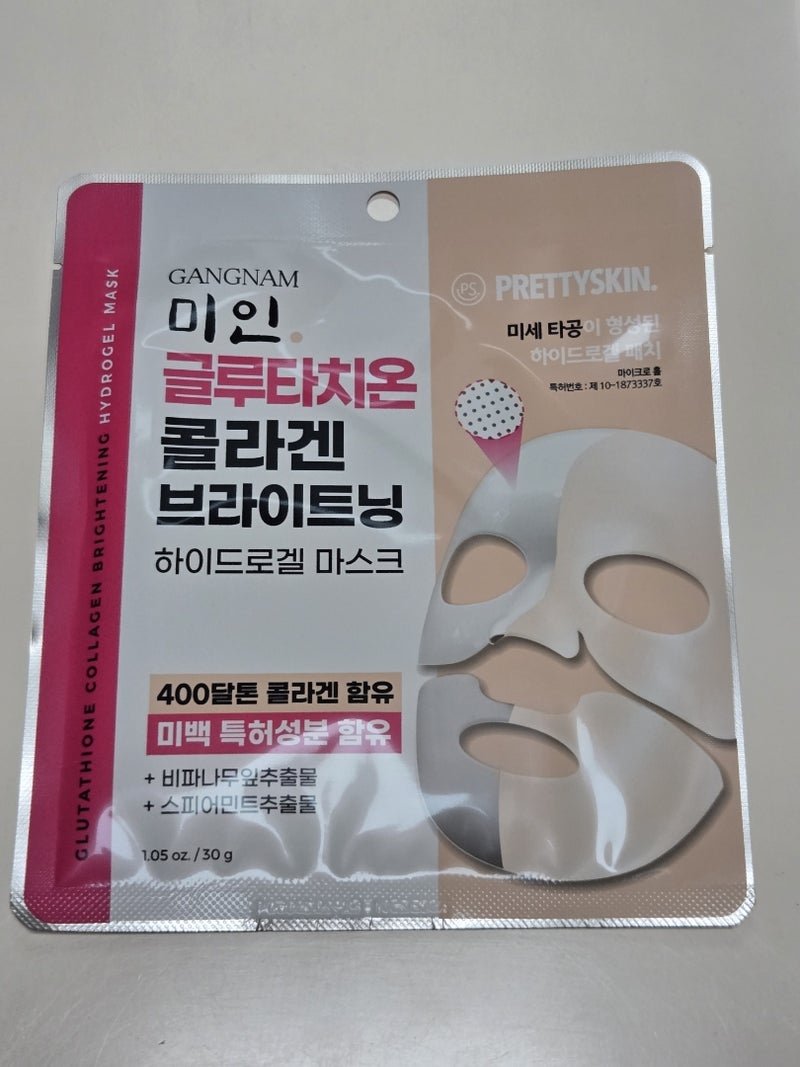 GLUTATHIONE COLLAGEN BRIGHTENING HYDROGEL MASK
GANGNAM
미인.
글루타치온
콜라겐
브라이트닝
하이드로겔 마스크
400달톤 콜라겐 함유
미백 특허성분 함유
+ 비파나무잎추출물
+ 스피어민트추출물
1.05 oz. / 30 g
PS.
PRETTYSKIN.
미세 타공이 형성된
하이드로겔 패치
마이크로 홀
특허번호 : 제 10-1873337호